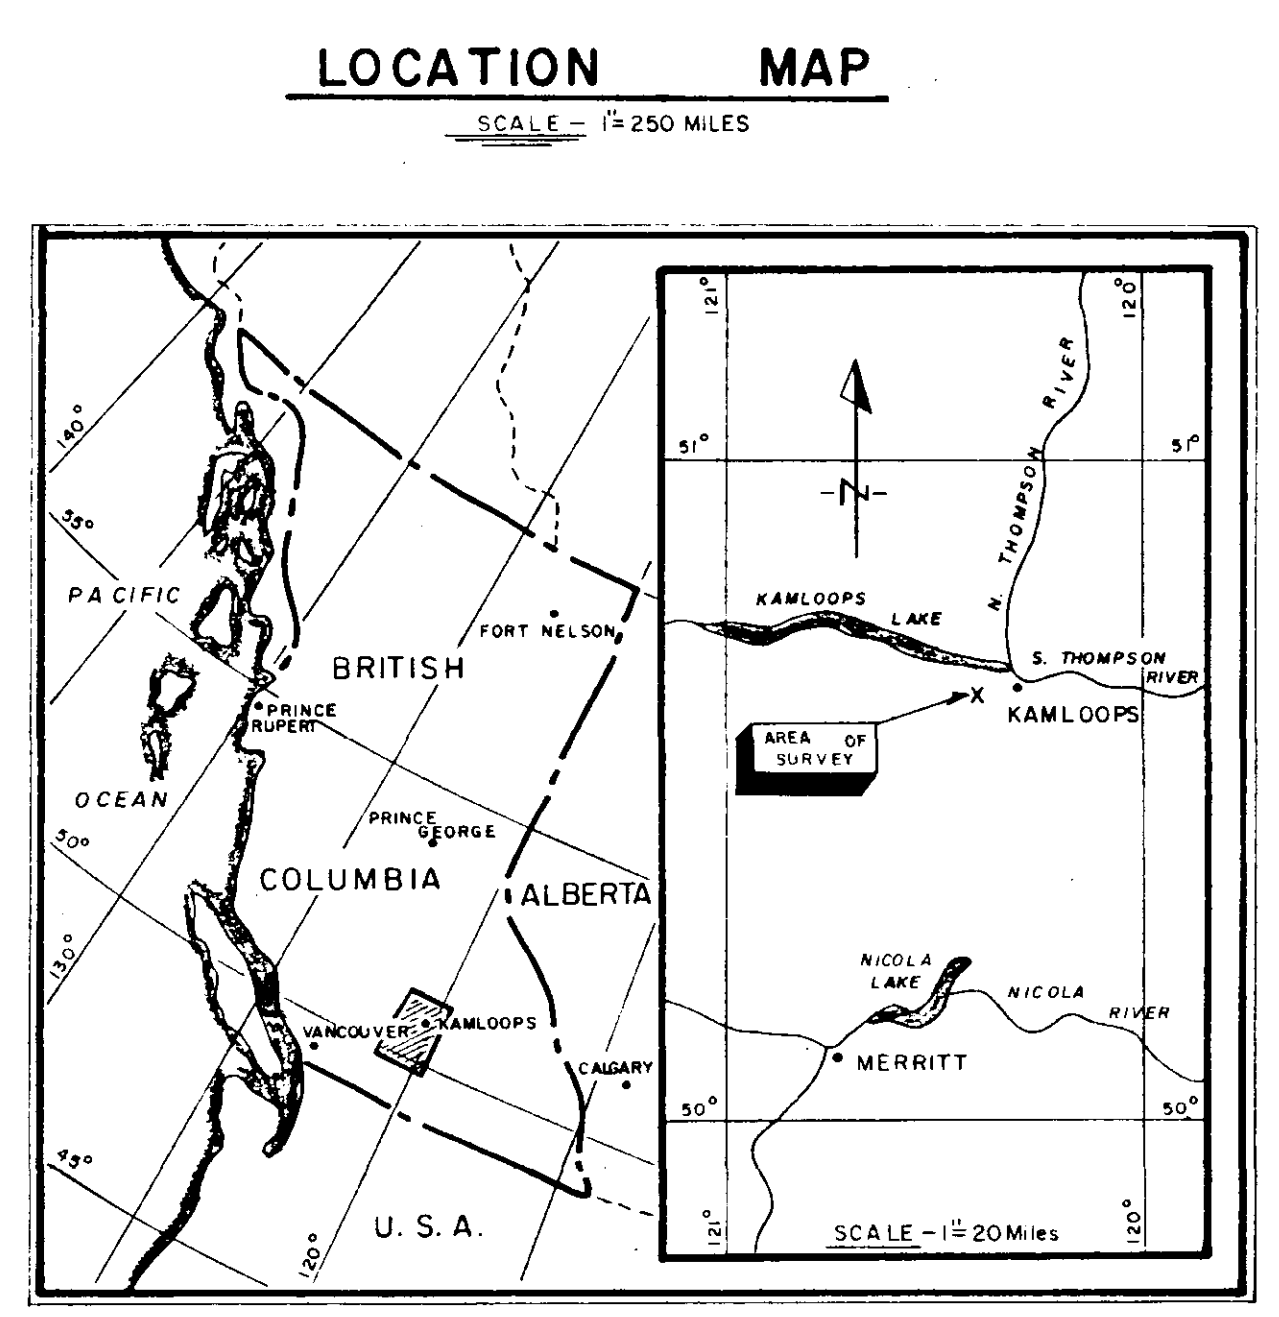 LOCATION MAP
SCALE – 1"= 250 MILES
140°
55°
PACIFIC
OCEAN
50°
130°
45°
120°
FORT NELSON
BRITISH
PRINCE
RUPERT
PRINCE
GEORGE
COLUMBIA
ALBERTA
VANCOUVER
KAMLOOPS
CALGARY
U. S. A.
121°
120°
N. THOMPSON RIVER
51°
51°
-N-
KAMLOOPS LAKE
S. THOMPSON
RIVER
X
KAMLOOPS
AREA OF
SURVEY
NICOLA
LAKE
NICOLA RIVER
MERRITT
50°
50°
121°
120°
SCALE – 1"= 20 Miles